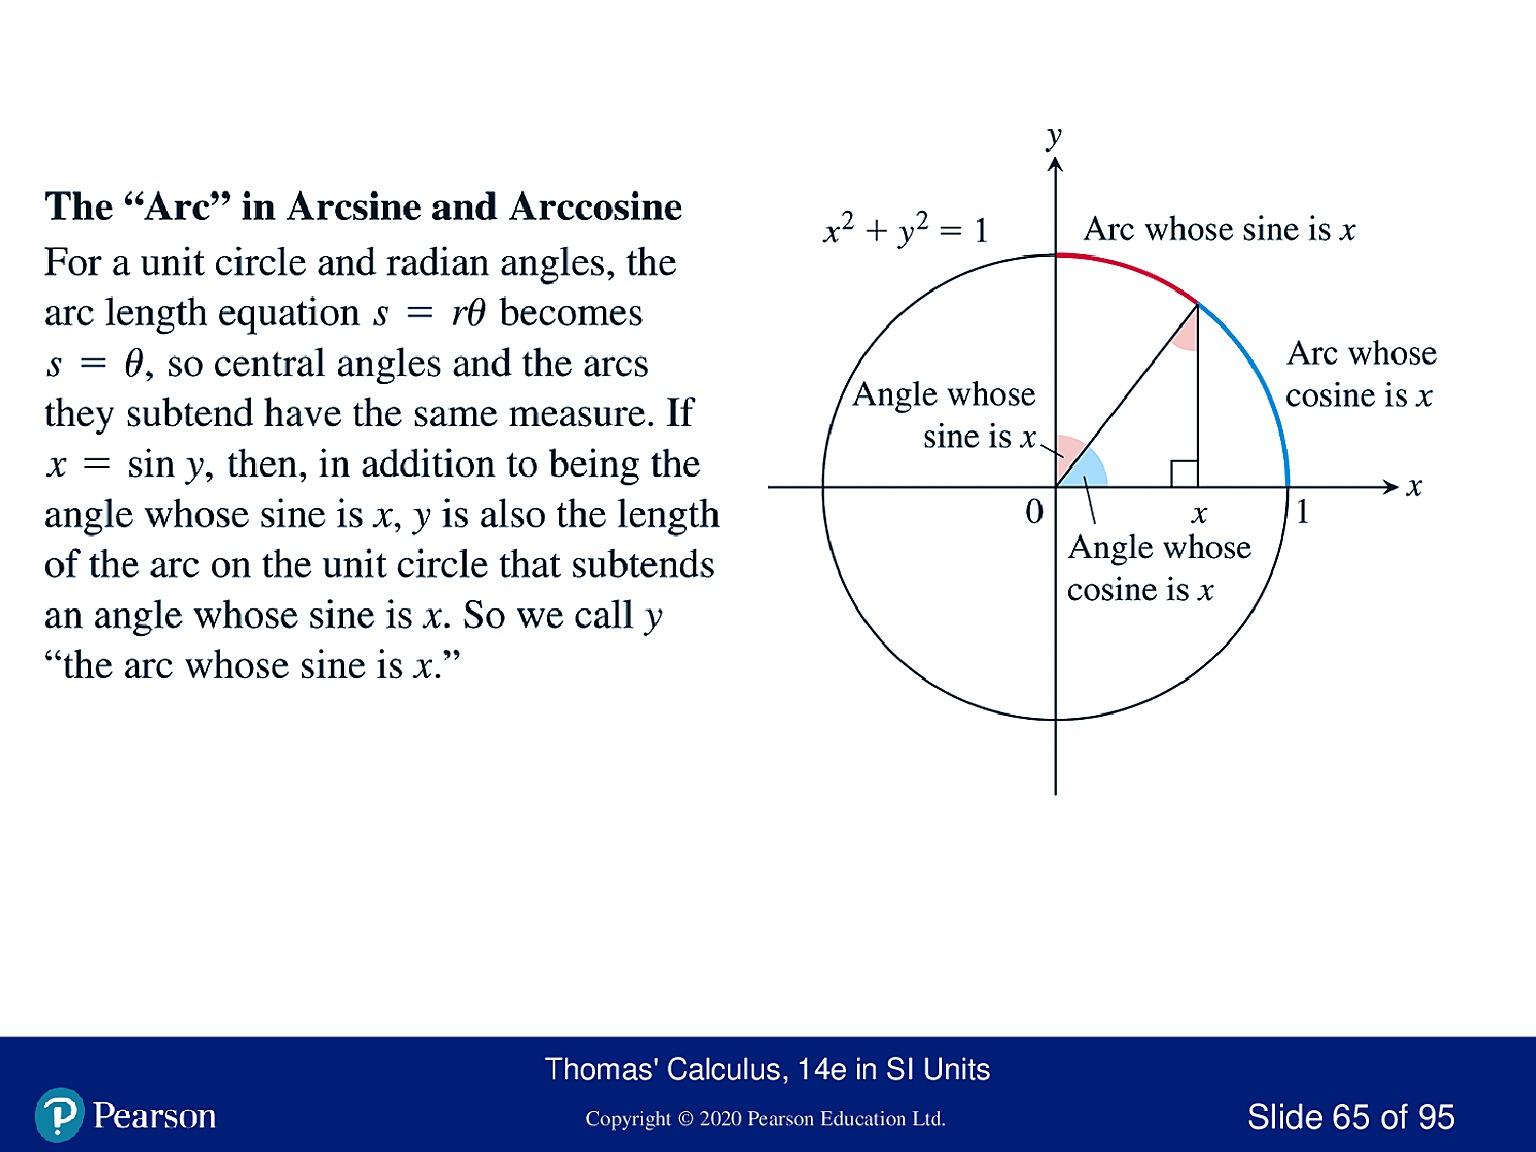 The “Arc” in Arcsine and Arccosine
For a unit circle and radian angles, the
arc length equation s = rθ becomes
s = θ, so central angles and the arcs
they subtend have the same measure. If
x = sin y, then, in addition to being the
angle whose sine is x, y is also the length
of the arc on the unit circle that subtends
an angle whose sine is x. So we call y
“the arc whose sine is x.”
y
x² + y² = 1
Arc whose sine is x
Arc whose
cosine is x
Angle whose
sine is x
x
0
x
1
Angle whose
cosine is x
Thomas' Calculus, 14e in SI Units
Pearson
Copyright © 2020 Pearson Education Ltd.
Slide 65 of 95